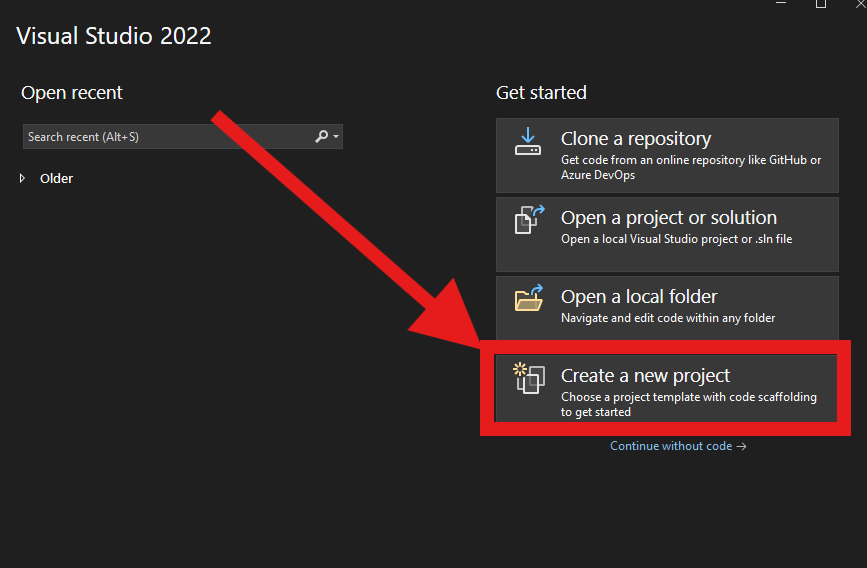 Visual Studio 2022
Open recent
Search recent (Alt+S)
Older
Get started
Clone a repository
Get code from an online repository like GitHub or
Azure DevOps
Open a project or solution
Open a local Visual Studio project or .sln file
Open a local folder
Navigate and edit code within any folder
Create a new project
Choose a project template with code scaffolding
to get started
Continue without code →